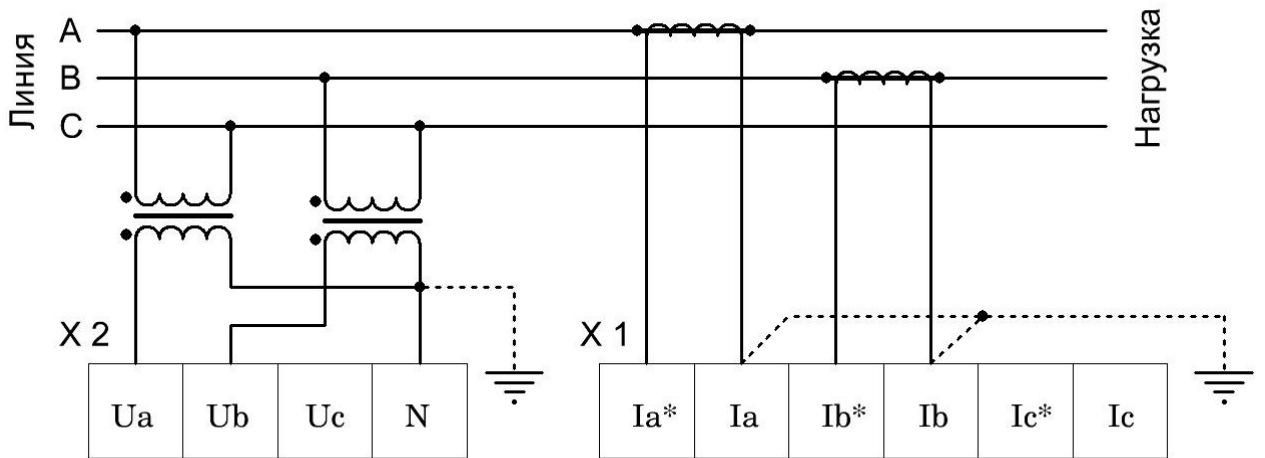 Линия
A
B
C
Нагрузка
X 2
X 1
Ua Ub Uc N
Ia* Ia Ib* Ib Ic* Ic